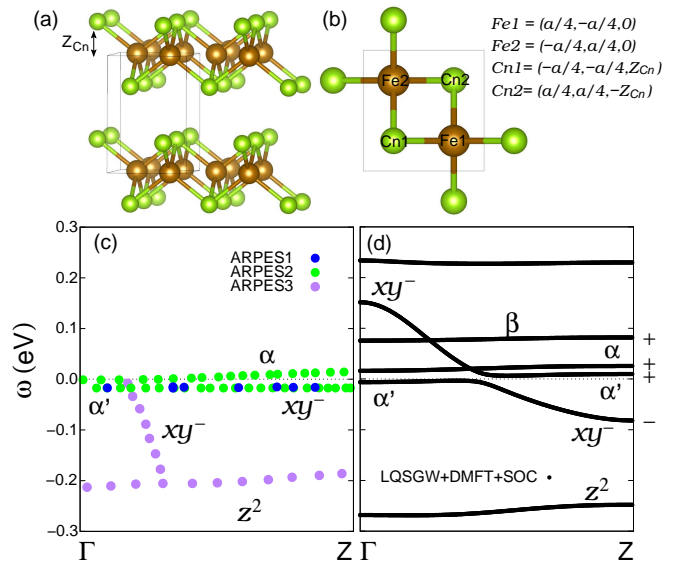 (a)
Z_Cn
(b)
Fe2
Cn2
Cn1
Fe1
Fe1 = (a/4,-a/4,0)
Fe2 = (-a/4,a/4,0)
Cn1= (-a/4,-a/4,Z_Cn)
Cn2= (a/4,a/4,-Z_Cn)
(c)
ARPES1
ARPES2
ARPES3
0.3
0.2
0.1
0.0
-0.1
-0.2
-0.3
ω (eV)
α
α’
xy⁻
xy⁻
z²
Γ
Z
(d)
xy⁻
β
α
α’
α’
xy⁻
+
+
+
−
LQSGW+DMFT+SOC
z²
Γ
Z